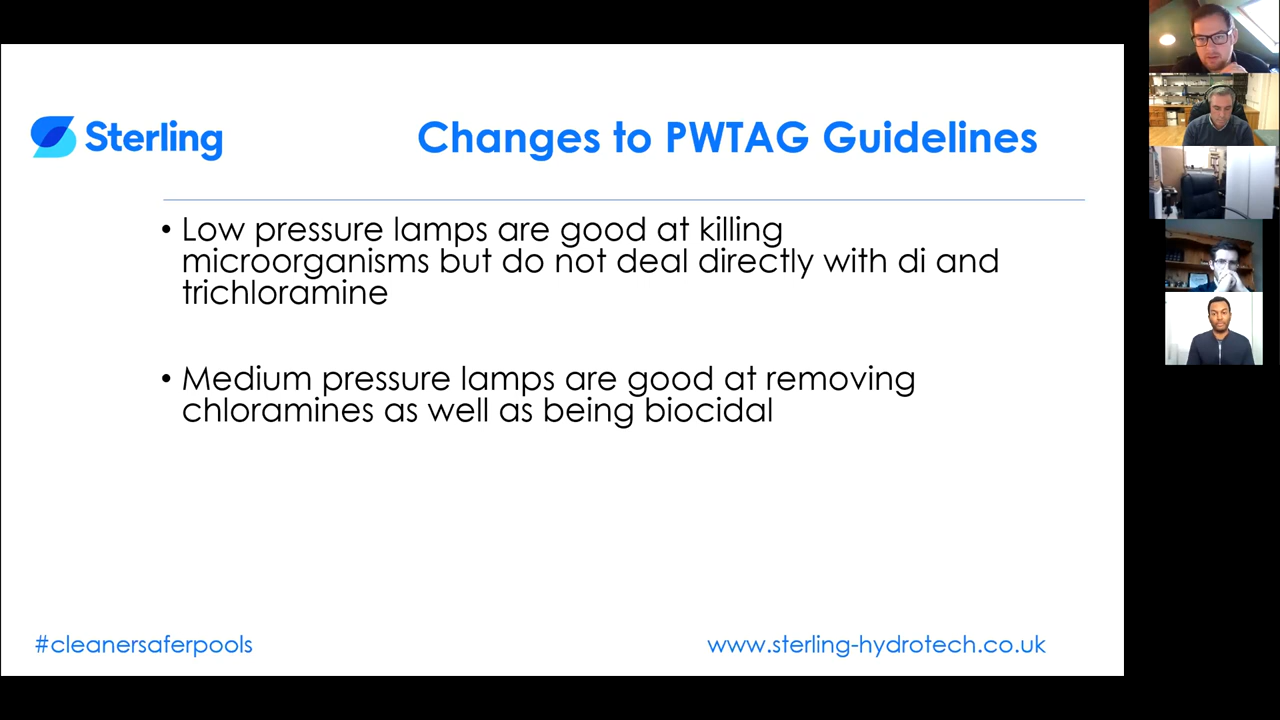 Sterling
Changes to PWTAG Guidelines
• Low pressure lamps are good at killing
microorganisms but do not deal directly with di and
trichloramine
• Medium pressure lamps are good at removing
chloramines as well as being biocidal
#cleanersaferpools
www.sterling-hydrotech.co.uk